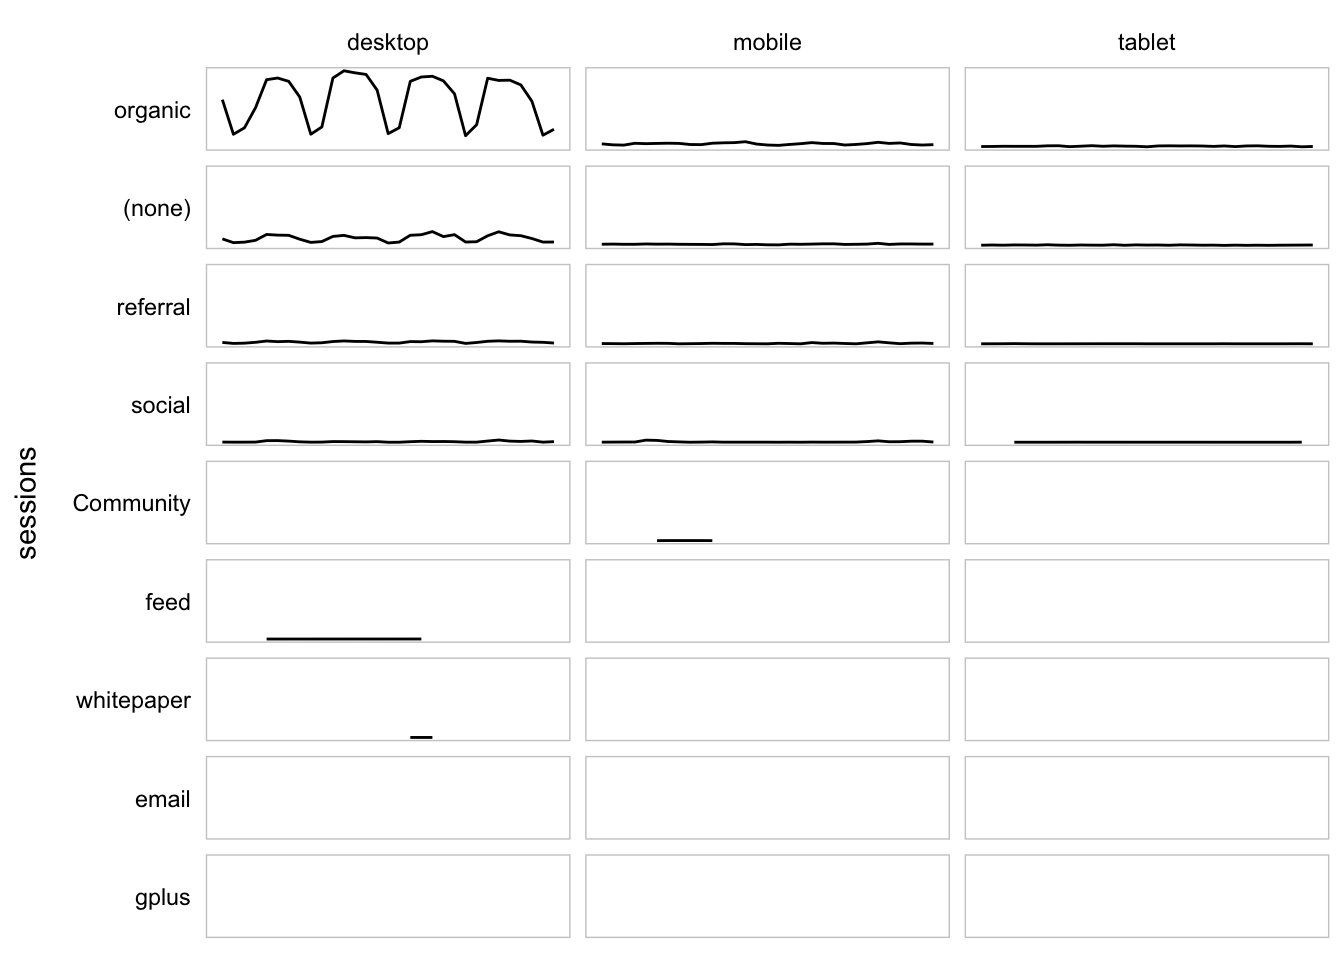 desktop mobile tablet
organic
(none)
referral
social
Community
feed
whitepaper
email
gplus
sessions